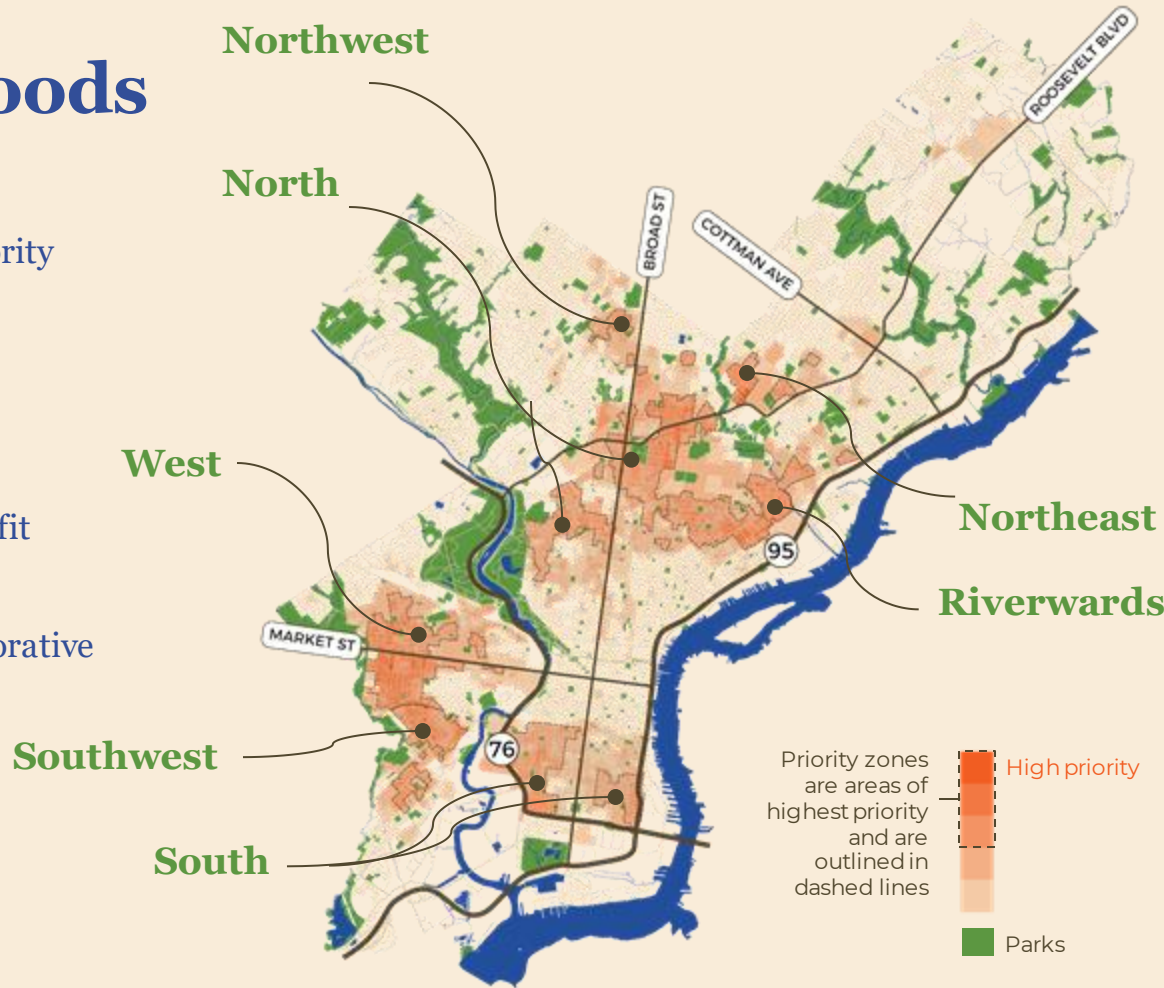 oods
rity
fit
orative
Northwest
North
West
Southwest
South
Northeast
Riverwards
ROOSEVELT BLVD
BROAD ST
COTTMAN AVE
95
MARKET ST
76
Priority zones
are areas of
highest priority
and are
outlined in
dashed lines
High priority
Parks